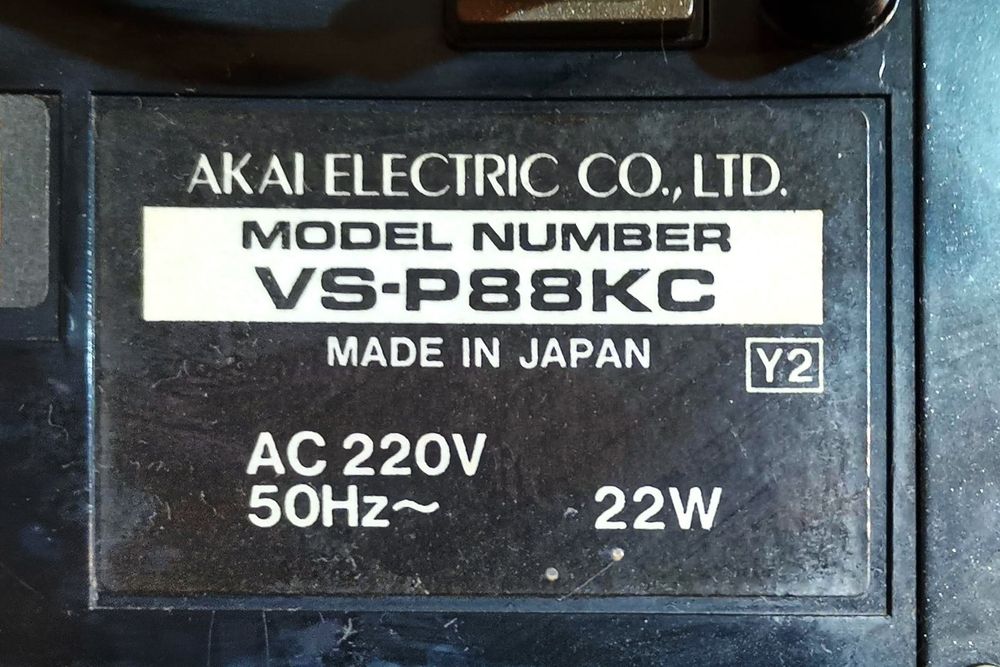 AKAI ELECTRIC CO., LTD.
MODEL NUMBER
VS-P88KC
MADE IN JAPAN
Y2
AC 220V
50Hz~ 22W